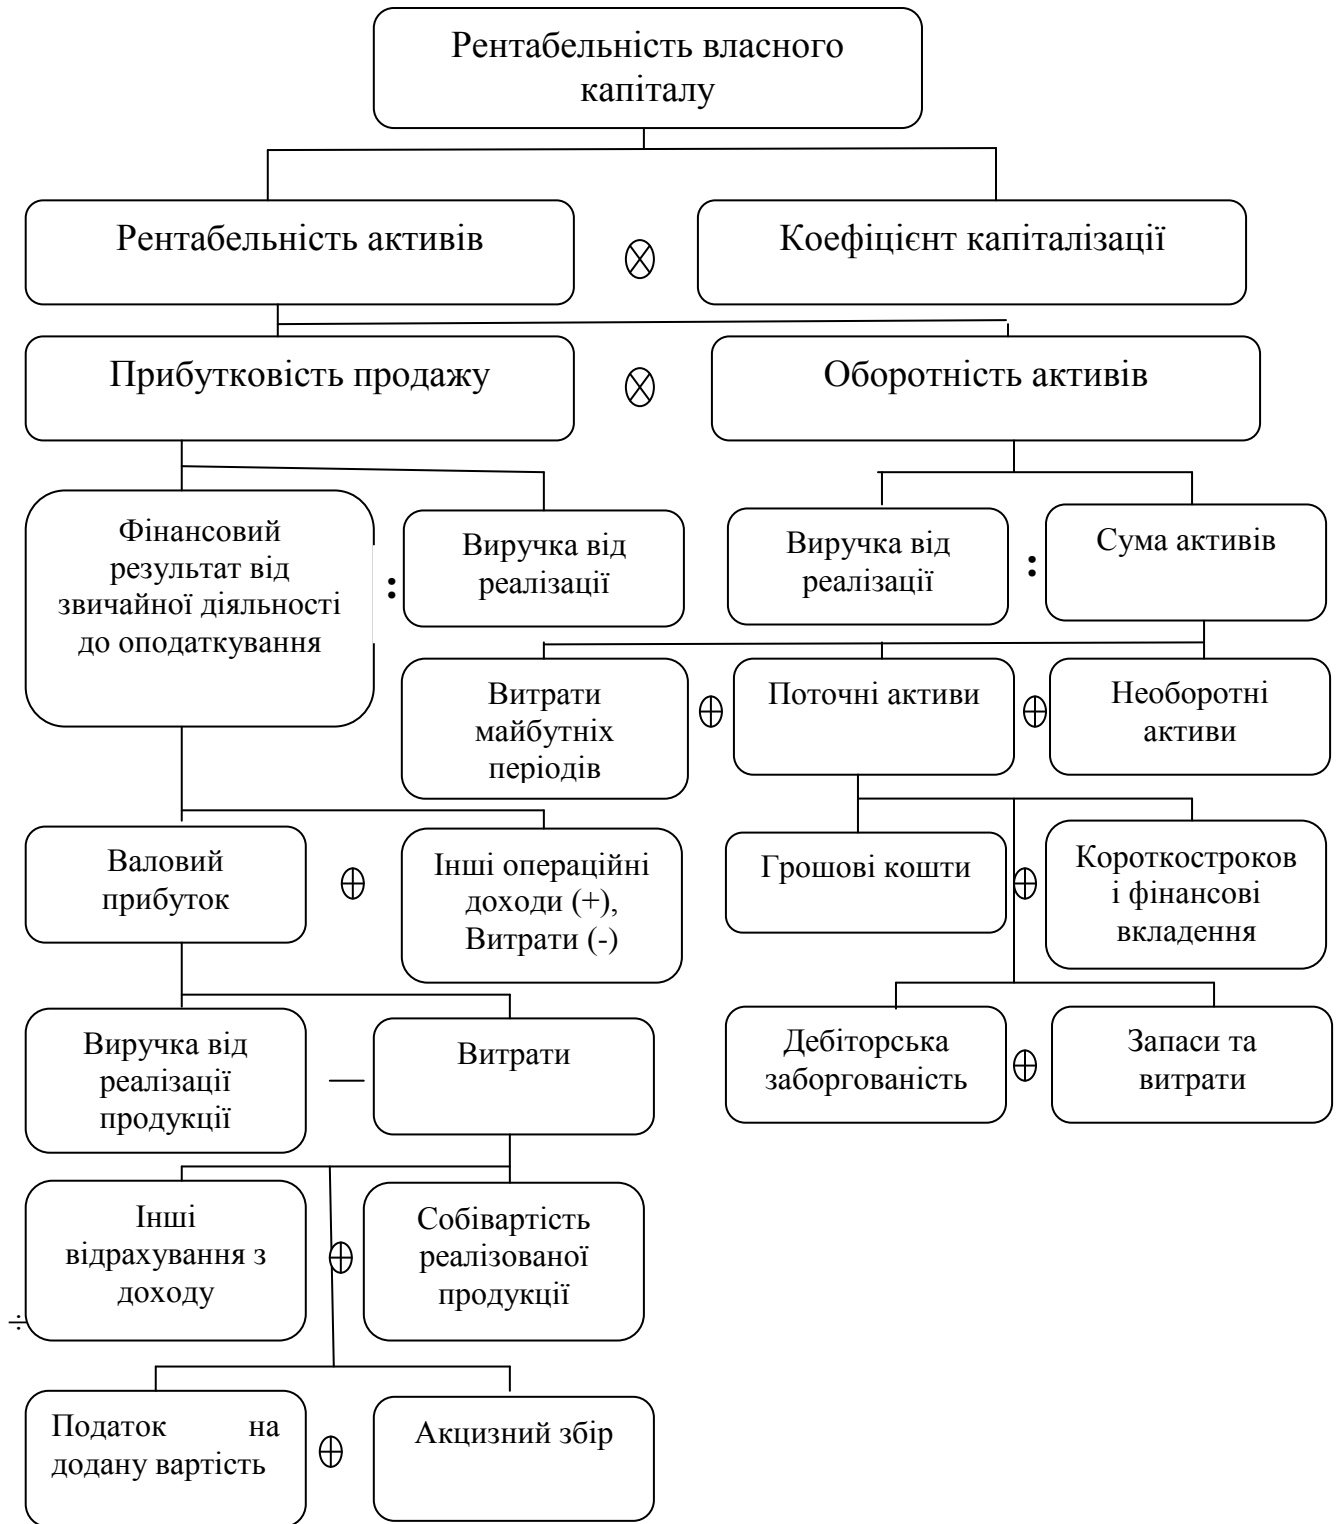 Рентабельність власного
капіталу
Рентабельність активів
Коефіцієнт капіталізації
Прибутковість продажу
Оборотність активів
Фінансовий
результат від
звичайної діяльності
до оподаткування
:
Виручка від
реалізації
Виручка від
реалізації
:
Сума активів
Витрати
майбутніх
періодів
Поточні активи
Необоротні
активи
Валовий
прибуток
Інші операційні
доходи (+),
Витрати (-)
Грошові кошти
Короткостроков
і фінансові
вкладення
Виручка від
реалізації
продукції
—
Витрати
Дебіторська
заборгованість
Запаси та
витрати
Інші
відрахування з
доходу
Собівартість
реалізованої
продукції
÷
Податок на
додану вартість
Акцизний збір